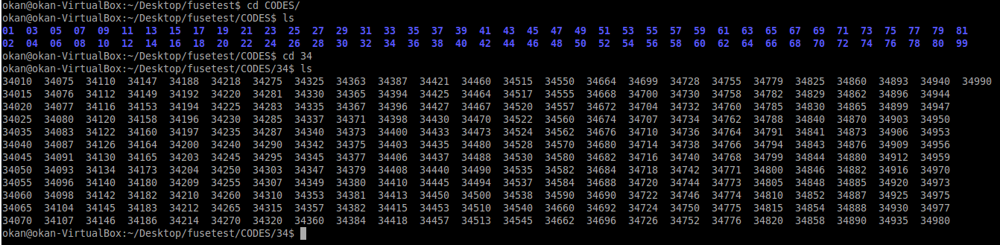 okan@okan-VirtualBox:~/Desktop/fusetest$ cd CODES/
okan@okan-VirtualBox:~/Desktop/fusetest/CODES$ ls
01 03 05 07 09 11 13 15 17 19 21 23 25 27 29 31 33 35 37 39 41 43 45 47 49 51 53 55 57 59 61 63 65 67 69 71 73 75 77 79 81
02 04 06 08 10 12 14 16 18 20 22 24 26 28 30 32 34 36 38 40 42 44 46 48 50 52 54 56 58 60 62 64 66 68 70 72 74 76 78 80 99
okan@okan-VirtualBox:~/Desktop/fusetest/CODES$ cd 34
okan@okan-VirtualBox:~/Desktop/fusetest/CODES/34$ ls
34010 34075 34110 34147 34188 34218 34275 34325 34363 34387 34421 34460 34515 34550 34664 34699 34728 34755 34779 34825 34860 34893 34940 34990
34015 34076 34112 34149 34192 34220 34281 34330 34365 34394 34425 34464 34517 34555 34668 34700 34730 34758 34782 34829 34862 34896 34944
34020 34077 34116 34153 34194 34225 34283 34335 34367 34396 34427 34467 34520 34557 34672 34704 34732 34760 34785 34830 34865 34899 34947
34025 34080 34120 34158 34196 34230 34285 34337 34371 34398 34430 34470 34522 34560 34674 34707 34734 34762 34788 34840 34870 34903 34950
34035 34083 34122 34160 34197 34235 34287 34340 34373 34400 34433 34473 34524 34562 34676 34710 34736 34764 34791 34841 34873 34906 34953
34040 34087 34126 34164 34200 34240 34290 34342 34375 34403 34435 34480 34528 34570 34680 34714 34738 34766 34794 34843 34876 34909 34956
34045 34091 34130 34165 34203 34245 34295 34345 34377 34406 34437 34488 34530 34580 34682 34716 34740 34768 34799 34844 34880 34912 34959
34050 34093 34134 34173 34204 34250 34303 34347 34379 34408 34440 34490 34535 34582 34684 34718 34742 34771 34800 34846 34882 34916 34970
34055 34096 34140 34180 34209 34255 34307 34349 34380 34410 34445 34494 34537 34584 34688 34720 34744 34773 34805 34848 34885 34920 34973
34060 34098 34142 34182 34210 34260 34310 34353 34381 34413 34450 34500 34538 34590 34690 34722 34746 34774 34810 34852 34887 34925 34975
34065 34104 34145 34183 34212 34265 34315 34357 34382 34415 34453 34510 34540 34660 34692 34724 34750 34775 34815 34854 34888 34930 34977
34070 34107 34146 34186 34214 34270 34320 34360 34384 34418 34457 34513 34545 34662 34696 34726 34752 34776 34820 34858 34890 34935 34980
okan@okan-VirtualBox:~/Desktop/fusetest/CODES/34$